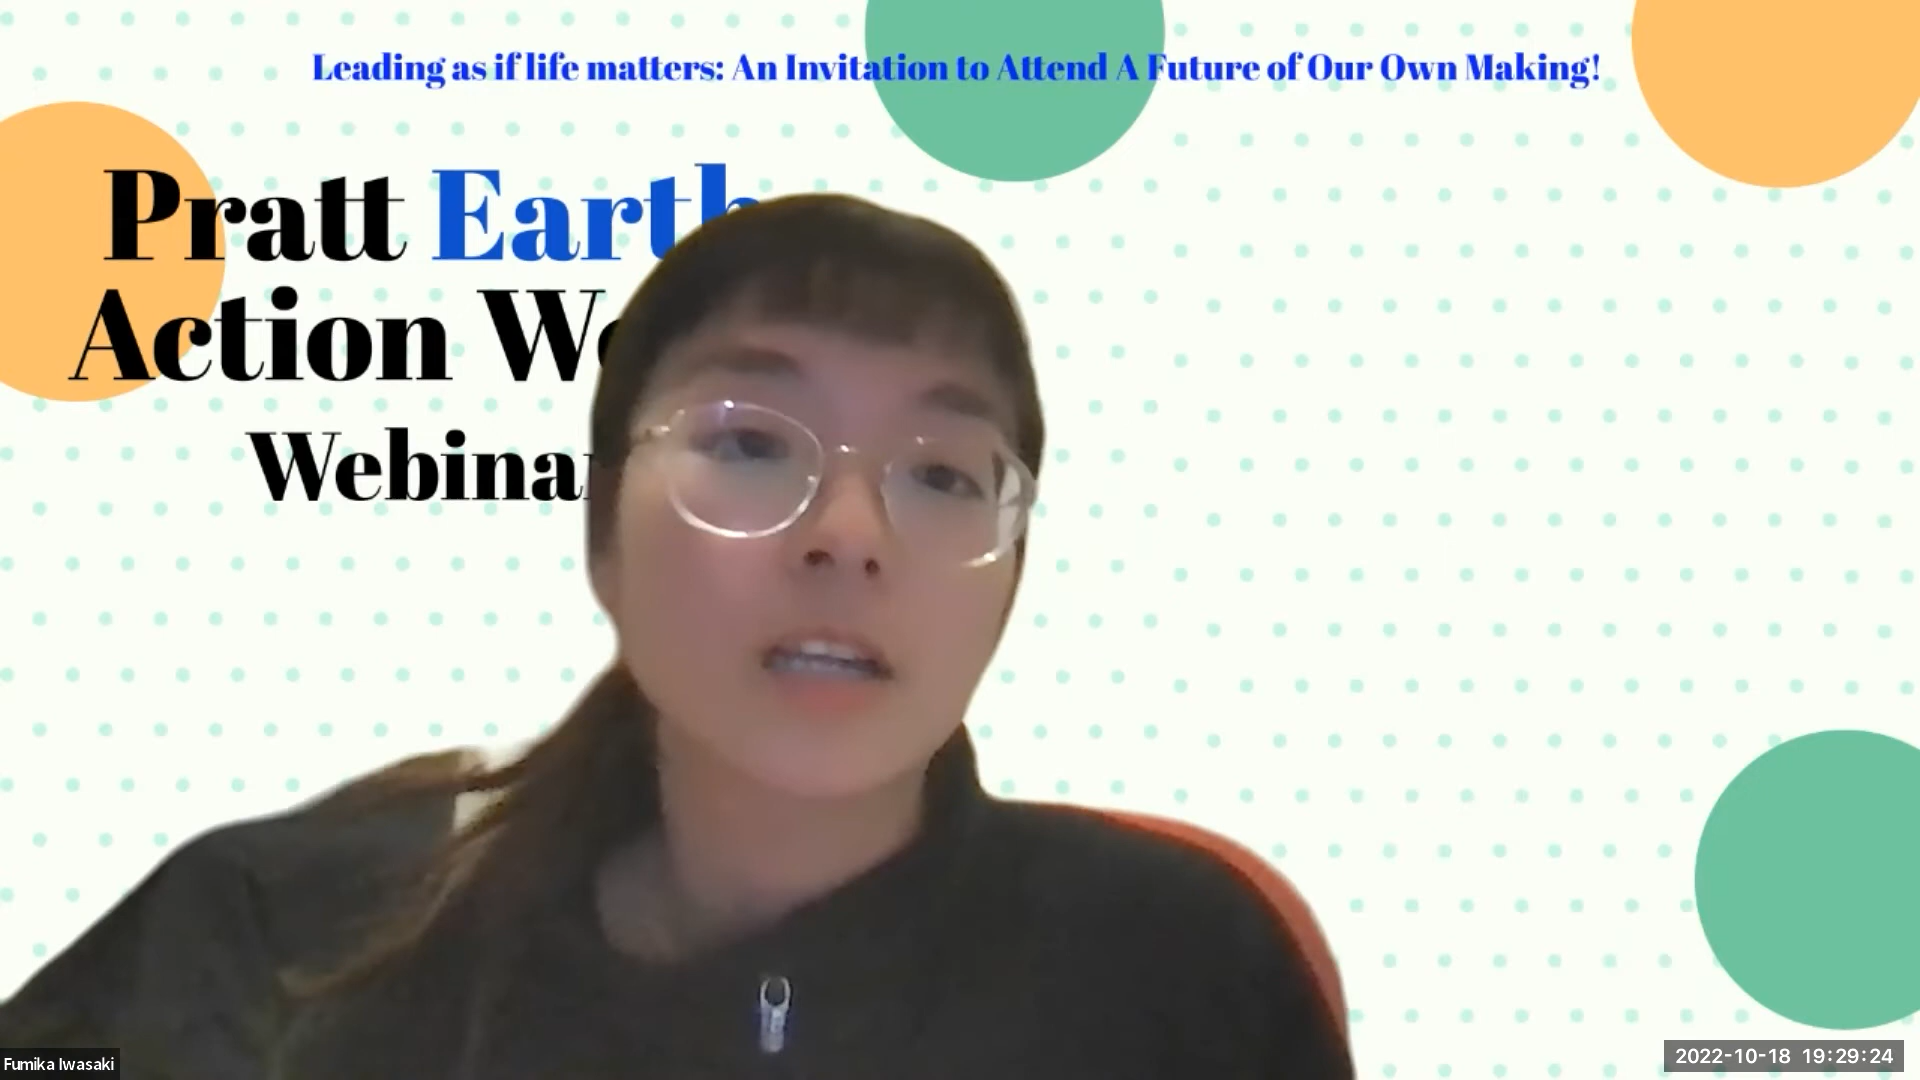 Leading as if life matters: An Invitation to Attend A Future of Our Own Making!
Pratt Earth
Action We
Webinar
Fumika Iwasaki
2022-10-18 19:29:24